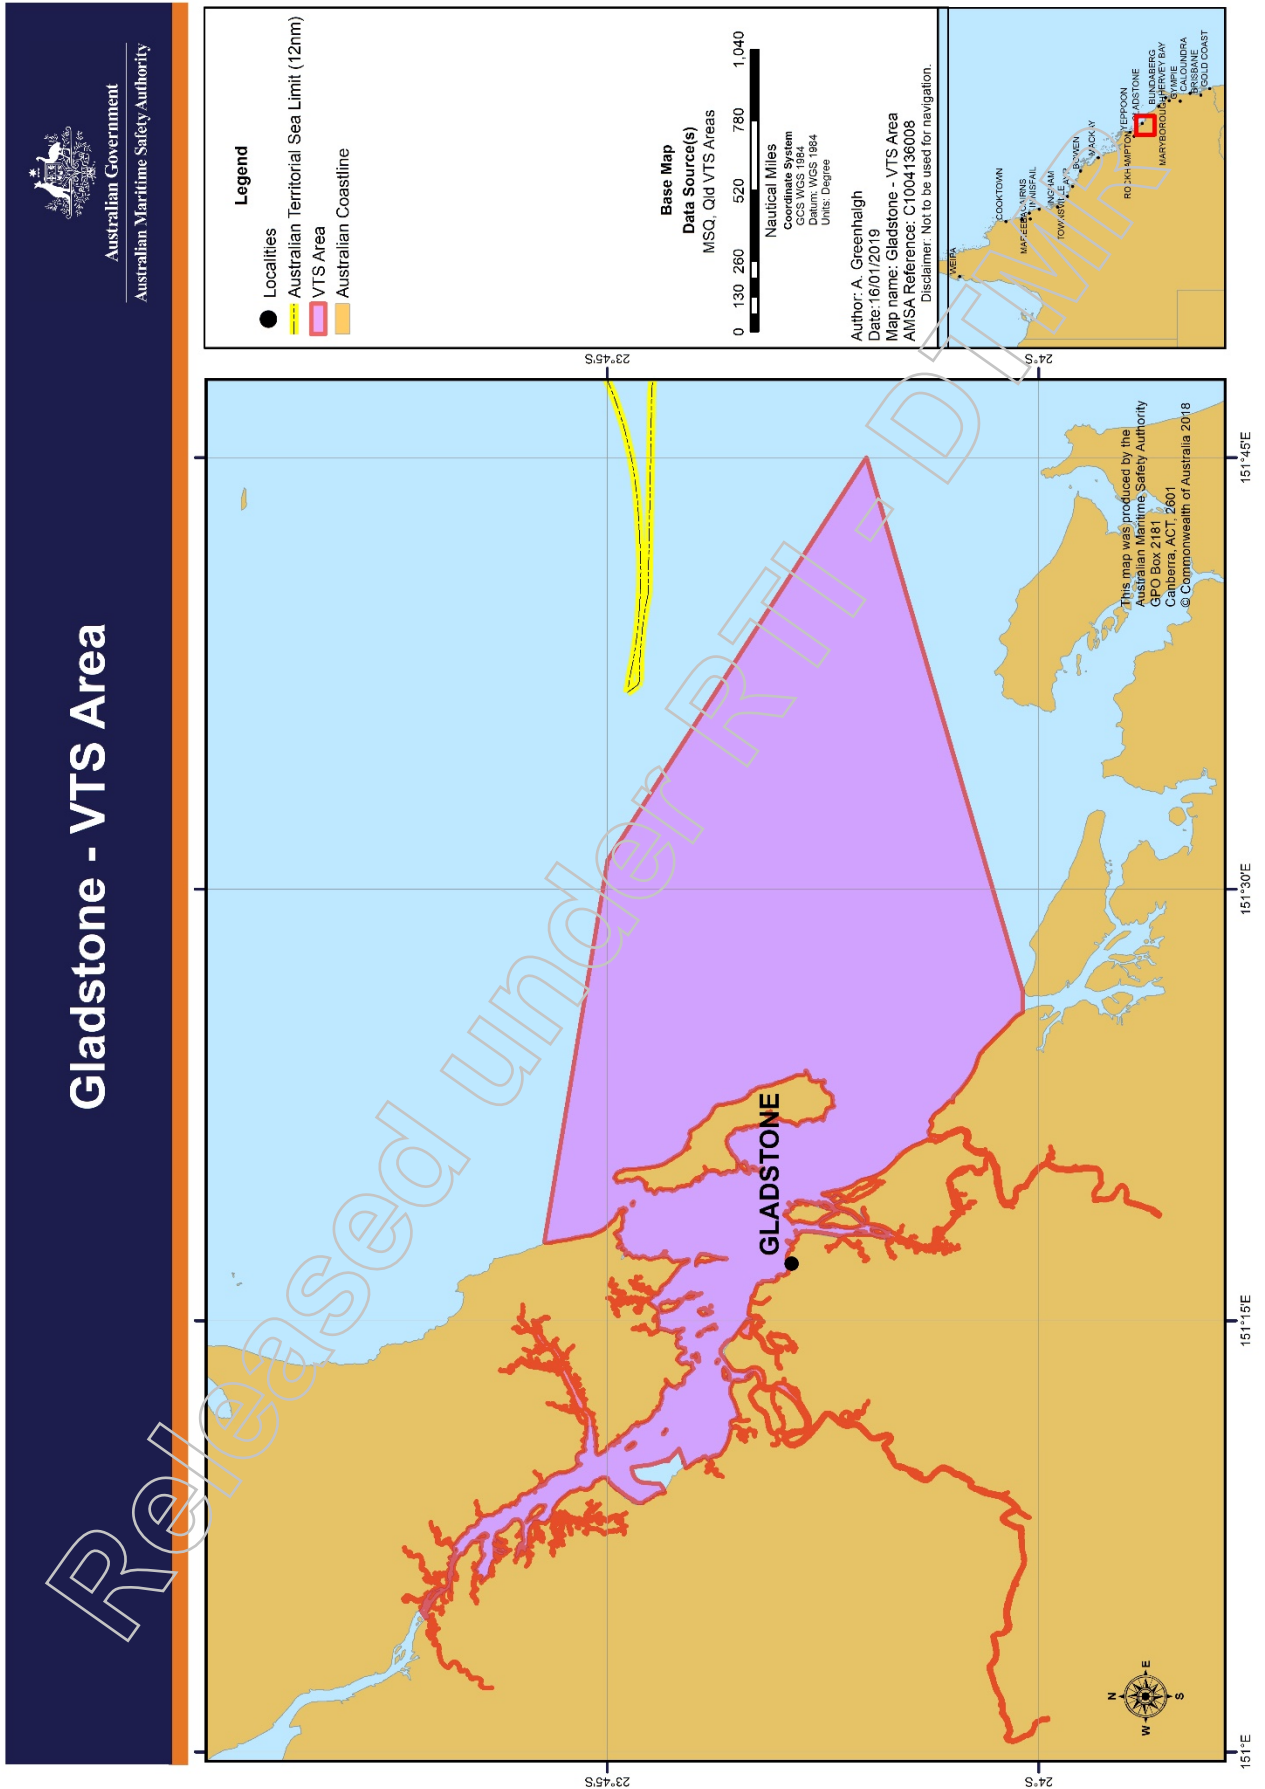 Gladstone - VTS Area
Australian Government
Australian Maritime Safety Authority
Legend
Localities
Australian Territorial Sea Limit (12nm)
VTS Area
Australian Coastline
Base Map
Data Source(s)
MSQ, Qld VTS Areas
0 130 260 520 780 1,040
Nautical Miles
Coordinate System
GCS WGS 1984
Datum: WGS 1984
Units: Degree
Author: A. Greenhalgh
Date:16/01/2019
Map name: Gladstone - VTS Area
AMSA Reference: C1004136008
Disclaimer: Not to be used for navigation.
WEIPA
COOKTOWN
INNISFAIL
BOWEN
MACKAY
YEPPOON
ROCKHAMPTON
GLADSTONE
BUNDABERG
HERVEY BAY
MARYBOROUGH
GYMPIE
CALOUNDRA
BRISBANE
GOLD COAST
23°45'S
24°S
23°45'S
24°S
151°E
151°15'E
151°30'E
151°45'E
GLADSTONE
N
W E
S
This map was produced by the
Australian Maritime Safety Authority
GPO Box 2181
Canberra, ACT, 2601
© Commonwealth of Australia 2018
Released under RTI - DTMR